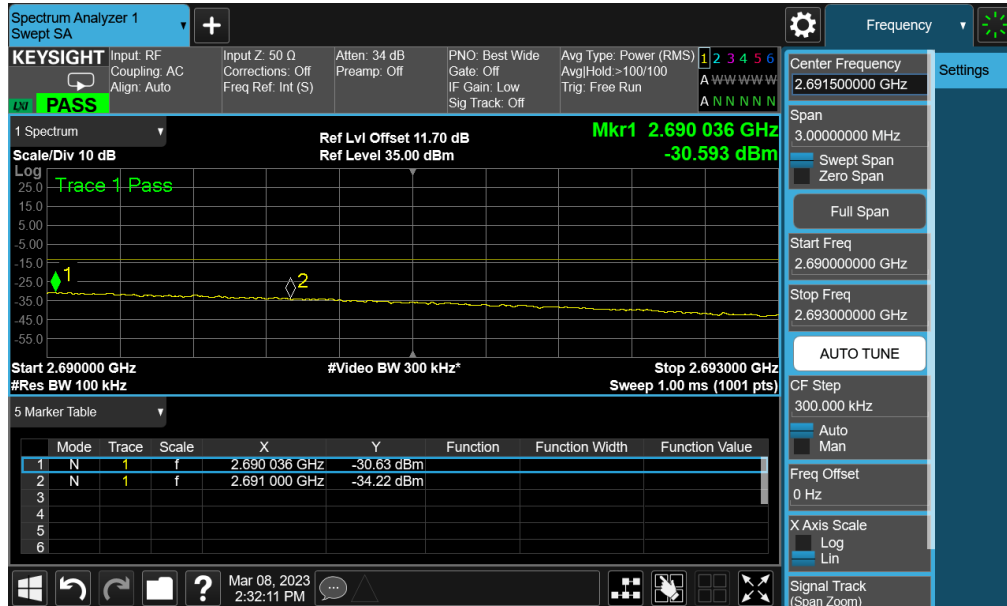 Spectrum Analyzer 1
Swept SA
+
Frequency
KEYSIGHT
LXI PASS
Input: RF
Coupling: AC
Align: Auto
Input Z: 50 Ω
Corrections: Off
Freq Ref: Int (S)
Atten: 34 dB
Preamp: Off
PNO: Best Wide
Gate: Off
IF Gain: Low
Sig Track: Off
Avg Type: Power (RMS)
Avg|Hold:>100/100
Trig: Free Run
1 2 3 4 5 6
A W W W W W
A N N N N N
1 Spectrum
Scale/Div 10 dB
Ref Lvl Offset 11.70 dB
Ref Level 35.00 dBm
Mkr1 2.690 036 GHz
-30.593 dBm
Log
Trace 1 Pass
25.0
15.0
5.00
-5.00
-15.0
-25.0
-35.0
-45.0
-55.0
1
2
Start 2.690000 GHz
#Video BW 300 kHz*
Stop 2.693000 GHz
#Res BW 100 kHz
Sweep 1.00 ms (1001 pts)
5 Marker Table
Mode Trace Scale X Y Function Function Width Function Value
1 N 1 f 2.690 036 GHz -30.63 dBm
2 N 1 f 2.691 000 GHz -34.22 dBm
3
4
5
6
?
Mar 08, 2023
2:32:11 PM
Center Frequency
2.691500000 GHz
Span
3.00000000 MHz
Swept Span
Zero Span
Full Span
Start Freq
2.690000000 GHz
Stop Freq
2.693000000 GHz
AUTO TUNE
CF Step
300.000 kHz
Auto
Man
Freq Offset
0 Hz
X Axis Scale
Log
Lin
Signal Track
(Span Zoom)
Settings